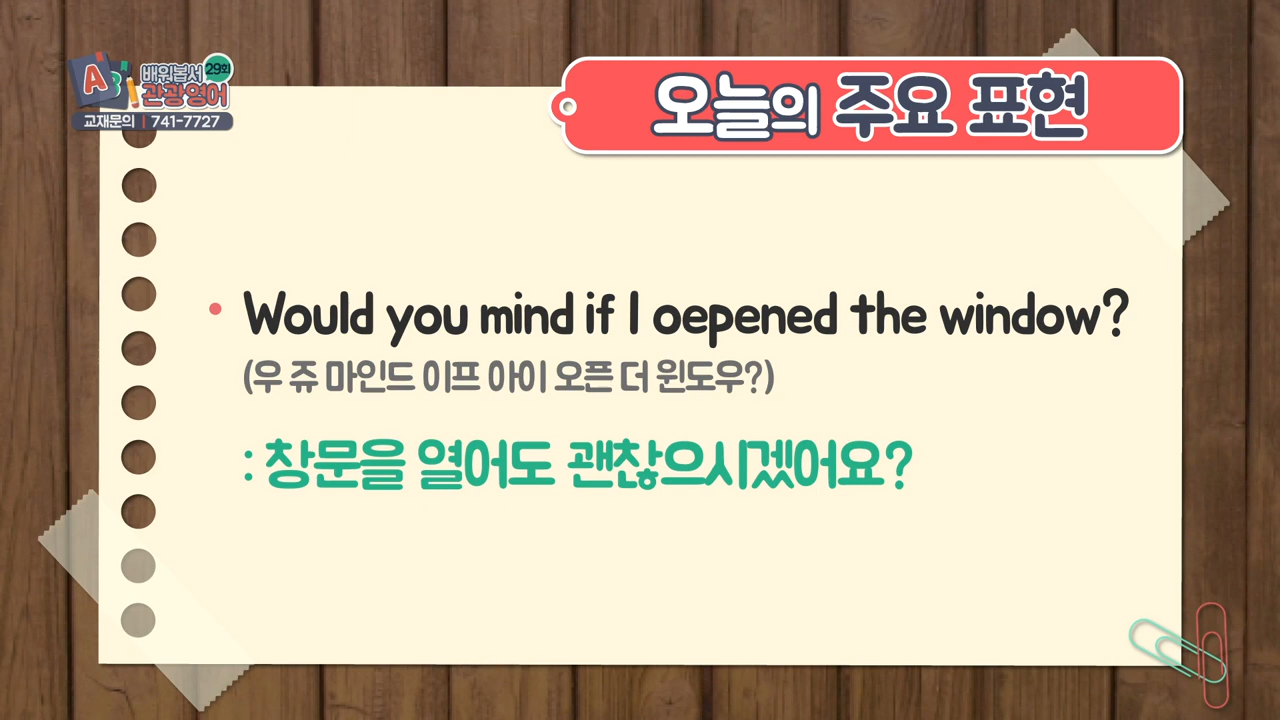 배워봅서 29회
관광영어
교재문의 | 741-7727
오늘의 주요 표현
• Would you mind if I oepened the window?
(우 쥬 마인드 이프 아이 오픈 더 윈도우?)
: 창문을 열어도 괜찮으시겠어요?